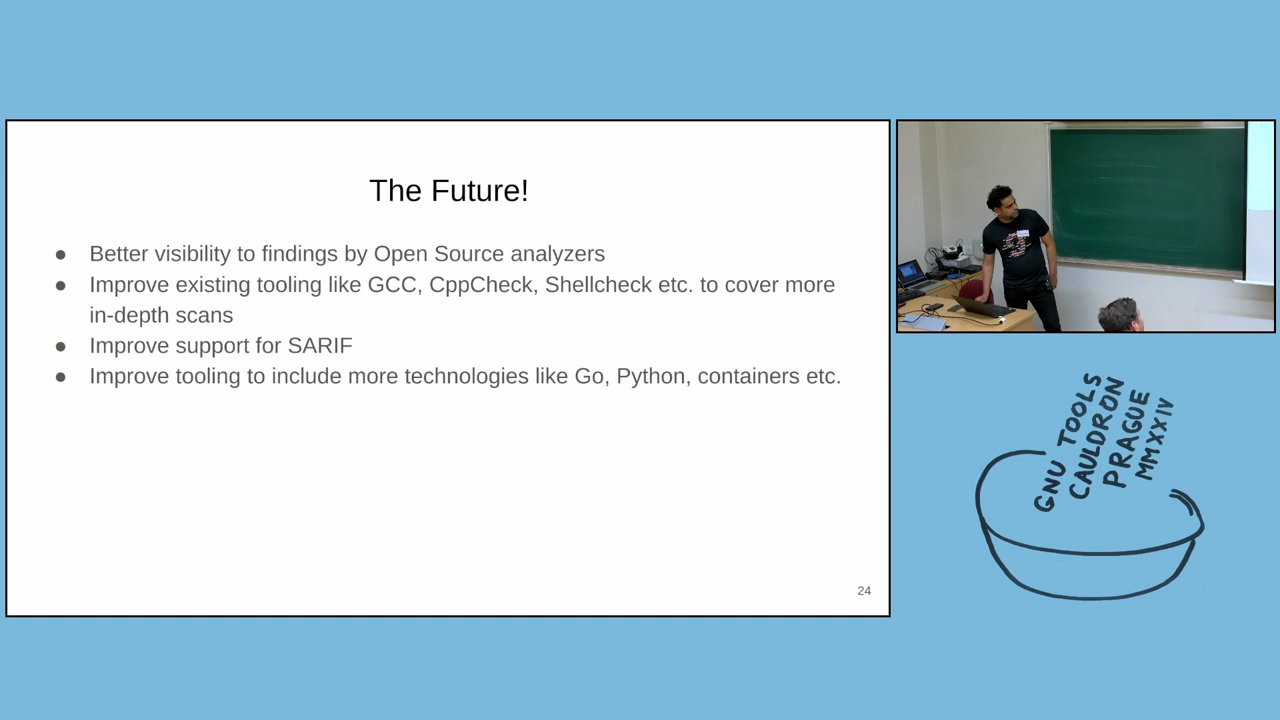 The Future!
● Better visibility to findings by Open Source analyzers
● Improve existing tooling like GCC, CppCheck, Shellcheck etc. to cover more
in-depth scans
● Improve support for SARIF
● Improve tooling to include more technologies like Go, Python, containers etc.
24
GNU TOOLS
CAULDRON
PRAGUE
MMXXIV